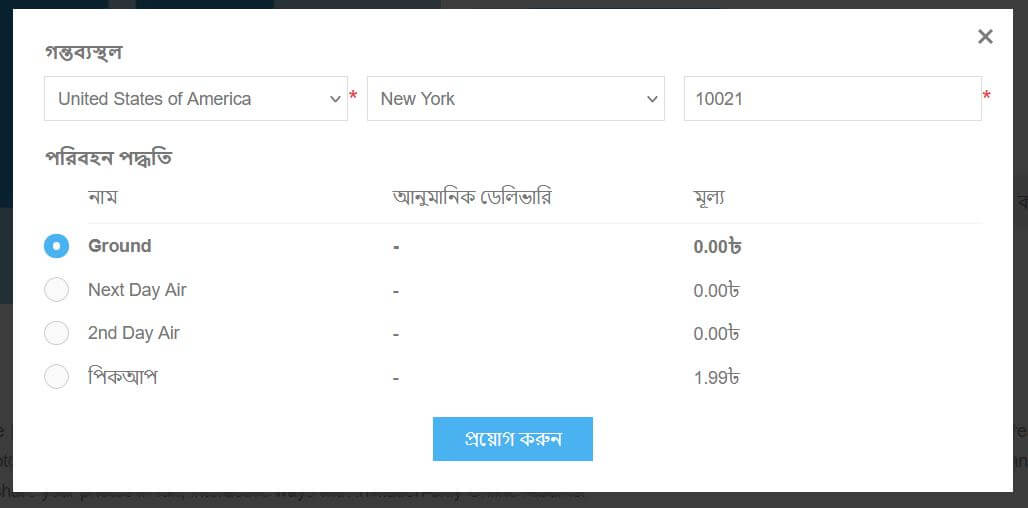 গন্তব্যস্থল ×
United States of America * New York 10021 *
পরিবহন পদ্ধতি
নাম আনুমানিক ডেলিভারি মূল্য
Ground - 0.00৳
Next Day Air - 0.00৳
2nd Day Air - 0.00৳
পিকআপ - 1.99৳
প্রয়োগ করুন